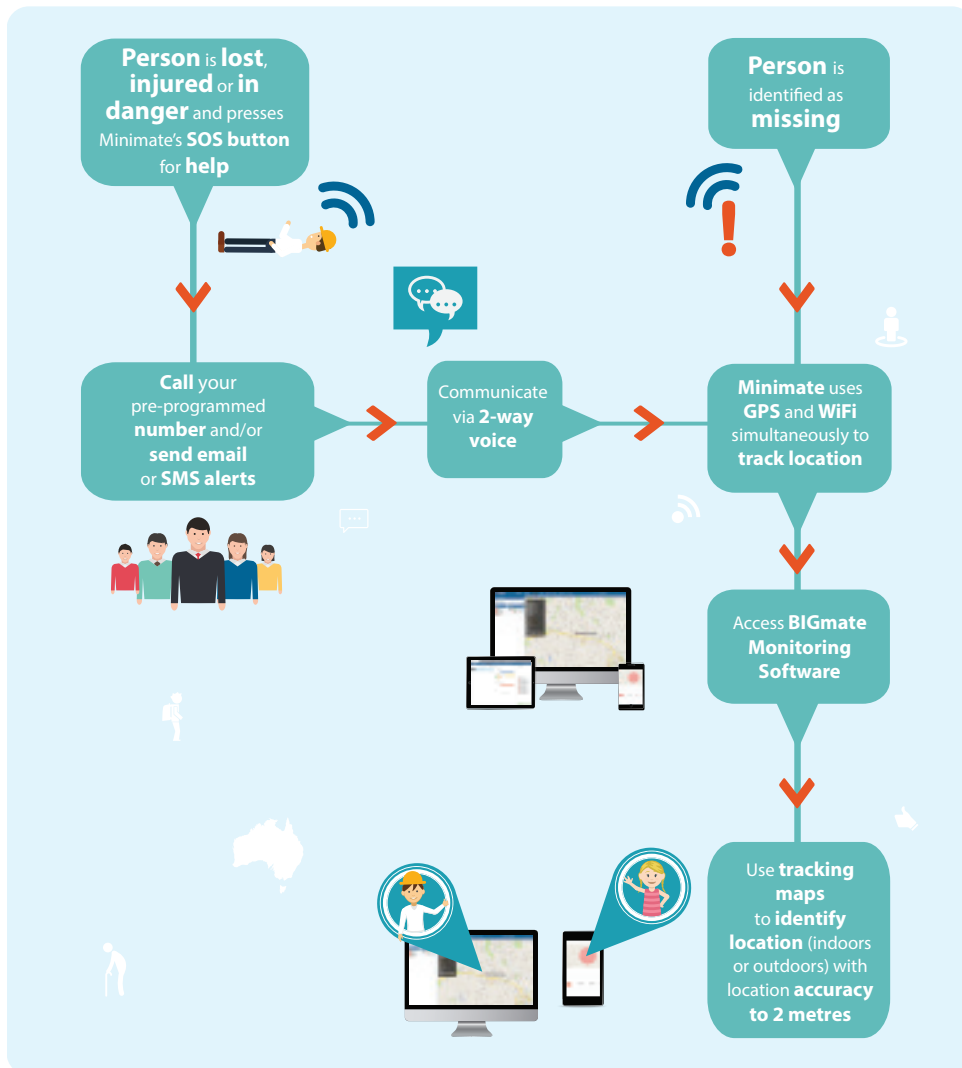 Person is lost,
injured or in
danger and presses
Minimate's SOS button
for help
Person is
identified as
missing
Call your
pre-programmed
number and/or
send email
or SMS alerts
Communicate
via 2-way
voice
Minimate uses
GPS and WiFi
simultaneously to
track location
Access BIGmate
Monitoring
Software
Use tracking
maps
to identify
location (indoors
or outdoors) with
location accuracy
to 2 metres